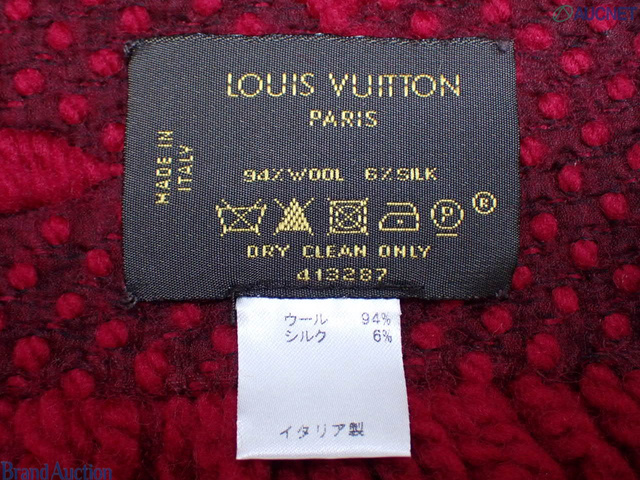 LOUIS VUITTON
PARIS
MADE IN
ITALY
94% WOOL 6% SILK
P
®
DRY CLEAN ONLY
413287
ウール 94%
シルク 6%
イタリア製
Brand Auction
AUCNET